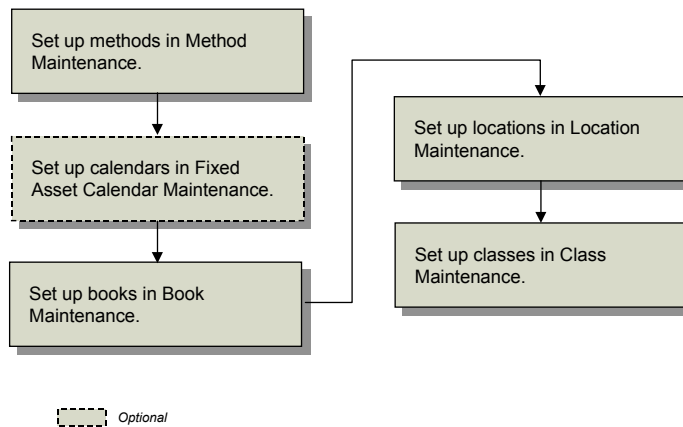 Set up methods in Method
Maintenance.
Set up calendars in Fixed
Asset Calendar Maintenance.
Set up books in Book
Maintenance.
Set up locations in Location
Maintenance.
Set up classes in Class
Maintenance.
Optional